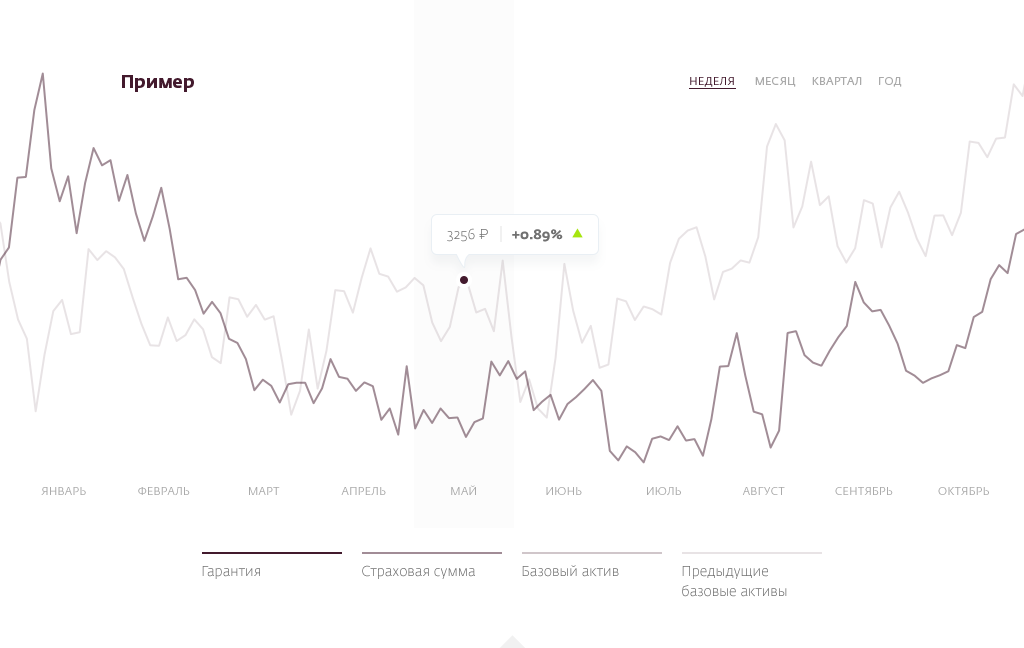 Пример
НЕДЕЛЯ МЕСЯЦ КВАРТАЛ ГОД
3256 ₽ +0.89%
ЯНВАРЬ ФЕВРАЛЬ МАРТ АПРЕЛЬ МАЙ ИЮНЬ ИЮЛЬ АВГУСТ СЕНТЯБРЬ ОКТЯБРЬ
Гарантия Страховая сумма Базовый актив Предыдущие
базовые активы